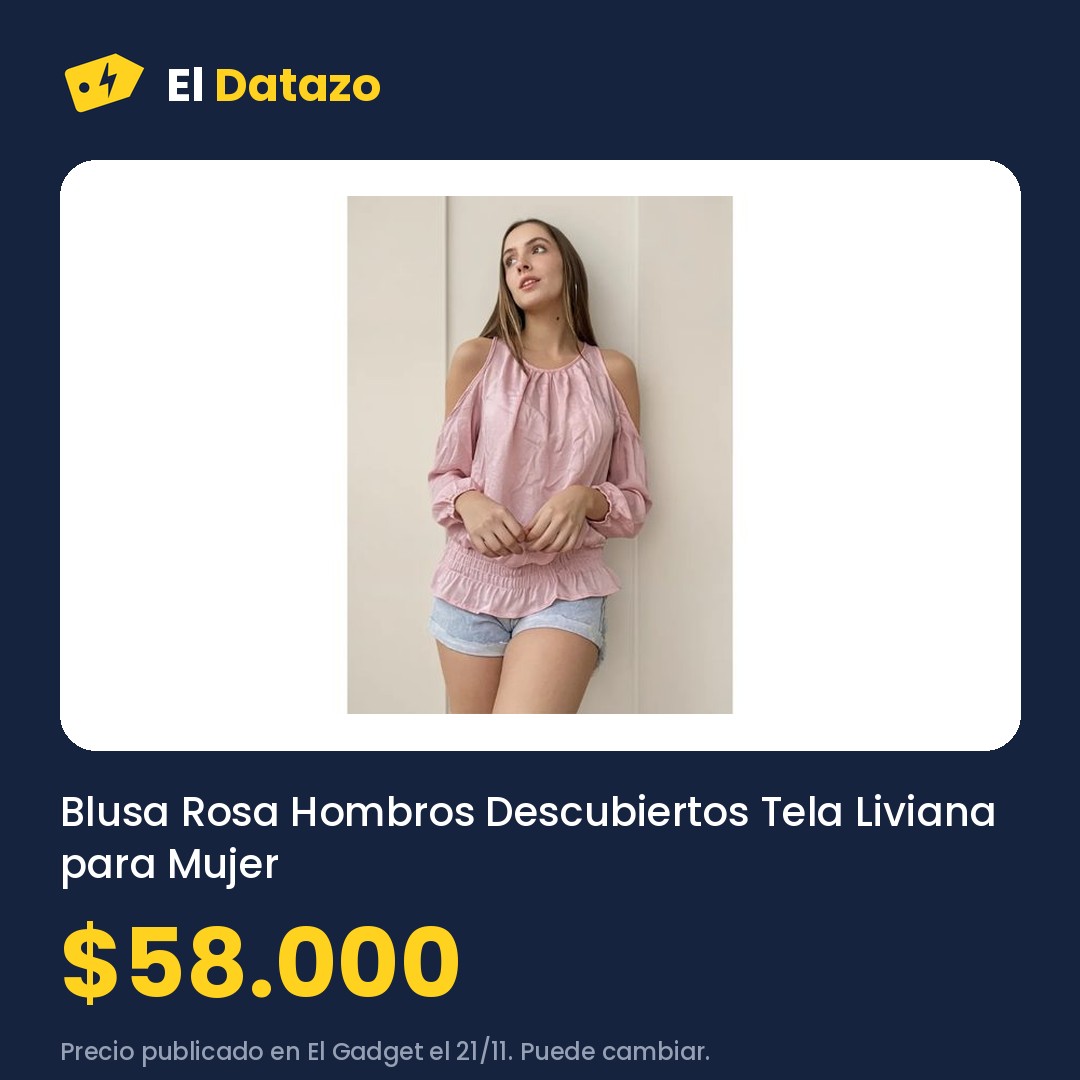 El Datazo
Blusa Rosa Hombros Descubiertos Tela Liviana
para Mujer
$58.000
Precio publicado en El Gadget el 21/11. Puede cambiar.